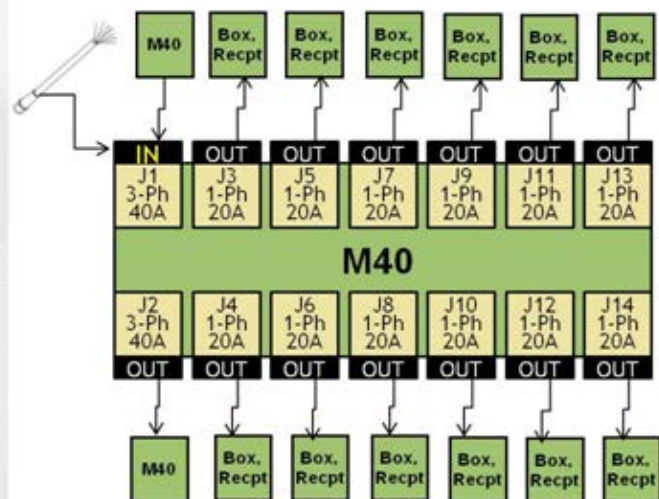 M40
Box,
Recpt
Box,
Recpt
Box,
Recpt
Box,
Recpt
Box,
Recpt
Box,
Recpt
IN OUT OUT OUT OUT OUT OUT
J1 J3 J5 J7 J9 J11 J13
3-Ph 1-Ph 1-Ph 1-Ph 1-Ph 1-Ph 1-Ph
40A 20A 20A 20A 20A 20A 20A
M40
J2 J4 J6 J8 J10 J12 J14
3-Ph 1-Ph 1-Ph 1-Ph 1-Ph 1-Ph 1-Ph
40A 20A 20A 20A 20A 20A 20A
OUT OUT OUT OUT OUT OUT OUT
M40
Box,
Recpt
Box,
Recpt
Box,
Recpt
Box,
Recpt
Box,
Recpt
Box,
Recpt